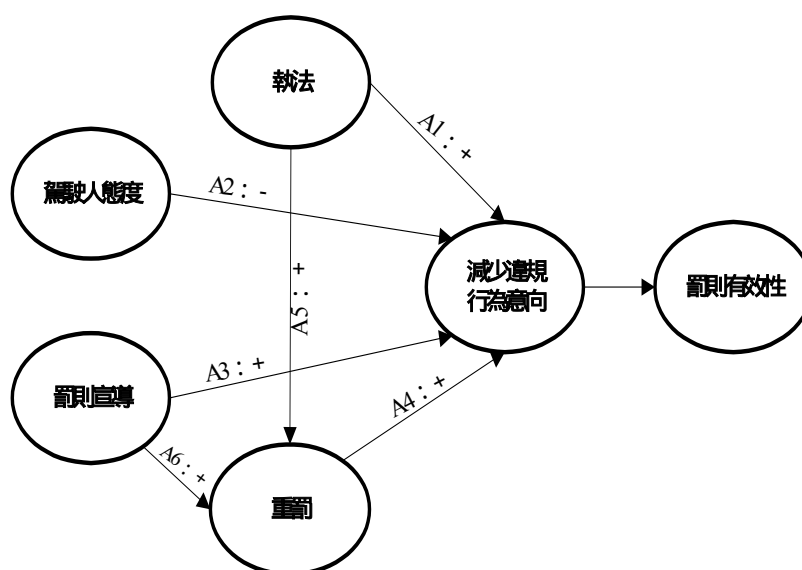 執法
A1：+
駕駛人態度
A2：-
減少違規
行為意向
罰則有效性
A5：+
A3：+
罰則宣導
A4：+
A6：+
重罰